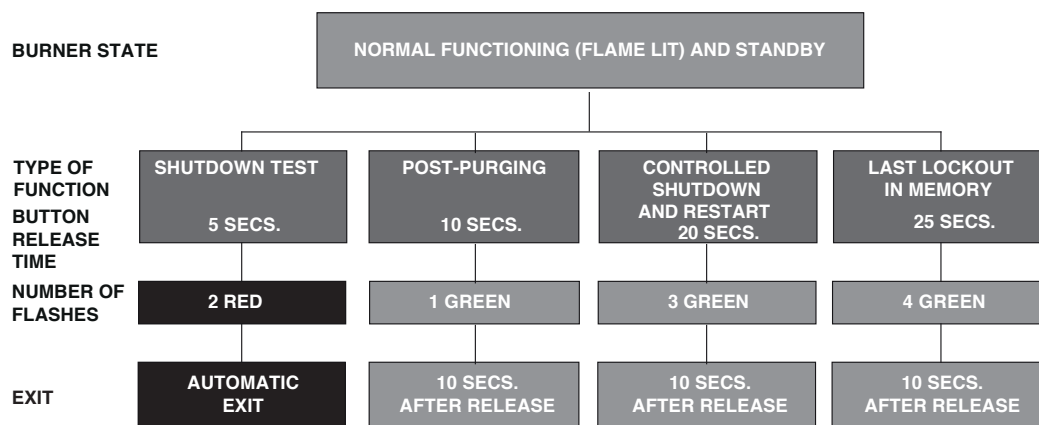 BURNER STATE
NORMAL FUNCTIONING (FLAME LIT) AND STANDBY
TYPE OF
FUNCTION
BUTTON
RELEASE
TIME
SHUTDOWN TEST
5 SECS.
POST-PURGING
10 SECS.
CONTROLLED
SHUTDOWN
AND RESTART
20 SECS.
LAST LOCKOUT
IN MEMORY
25 SECS.
NUMBER OF
FLASHES
2 RED
1 GREEN
3 GREEN
4 GREEN
EXIT
AUTOMATIC
EXIT
10 SECS.
AFTER RELEASE
10 SECS.
AFTER RELEASE
10 SECS.
AFTER RELEASE